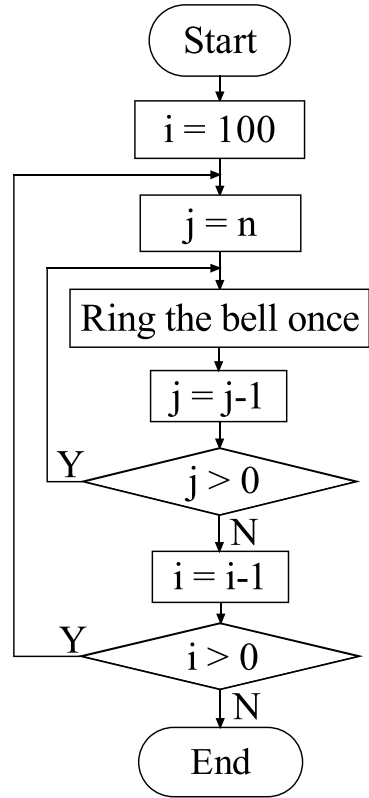 Start
i = 100
j = n
Ring the bell once
j = j-1
Y
j > 0
N
i = i-1
Y
i > 0
N
End